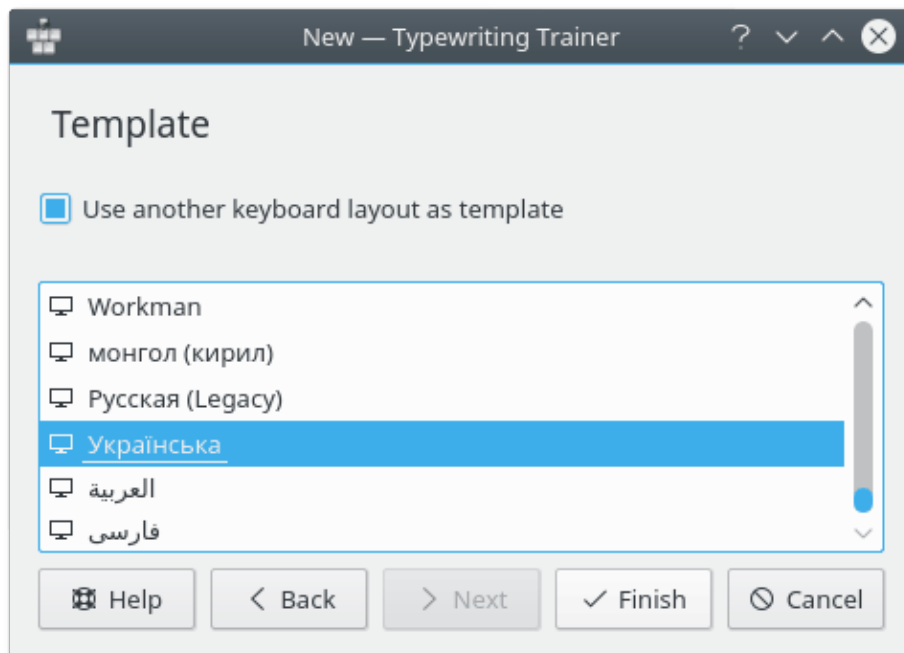 New — Typewriting Trainer ?
Template
Use another keyboard layout as template
Workman
монгол (кирил)
Русская (Legacy)
Українська
العربية
فارسی
Help Back Next Finish Cancel